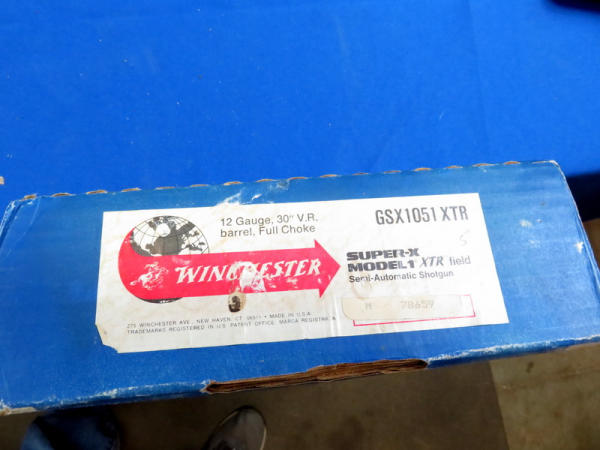 12 Gauge, 30" V.R.
barrel, Full Choke
GSX1051 XTR
WINCHESTER
SUPER-X
MODEL 1 XTR field
Semi-Automatic Shotgun
M 78659
275 WINCHESTER AVE., NEW HAVEN, CT. 06511 • MADE IN U.S.A.
TRADEMARKS REGISTERED IN U.S. PATENT OFFICE, MARCA REGISTRADA